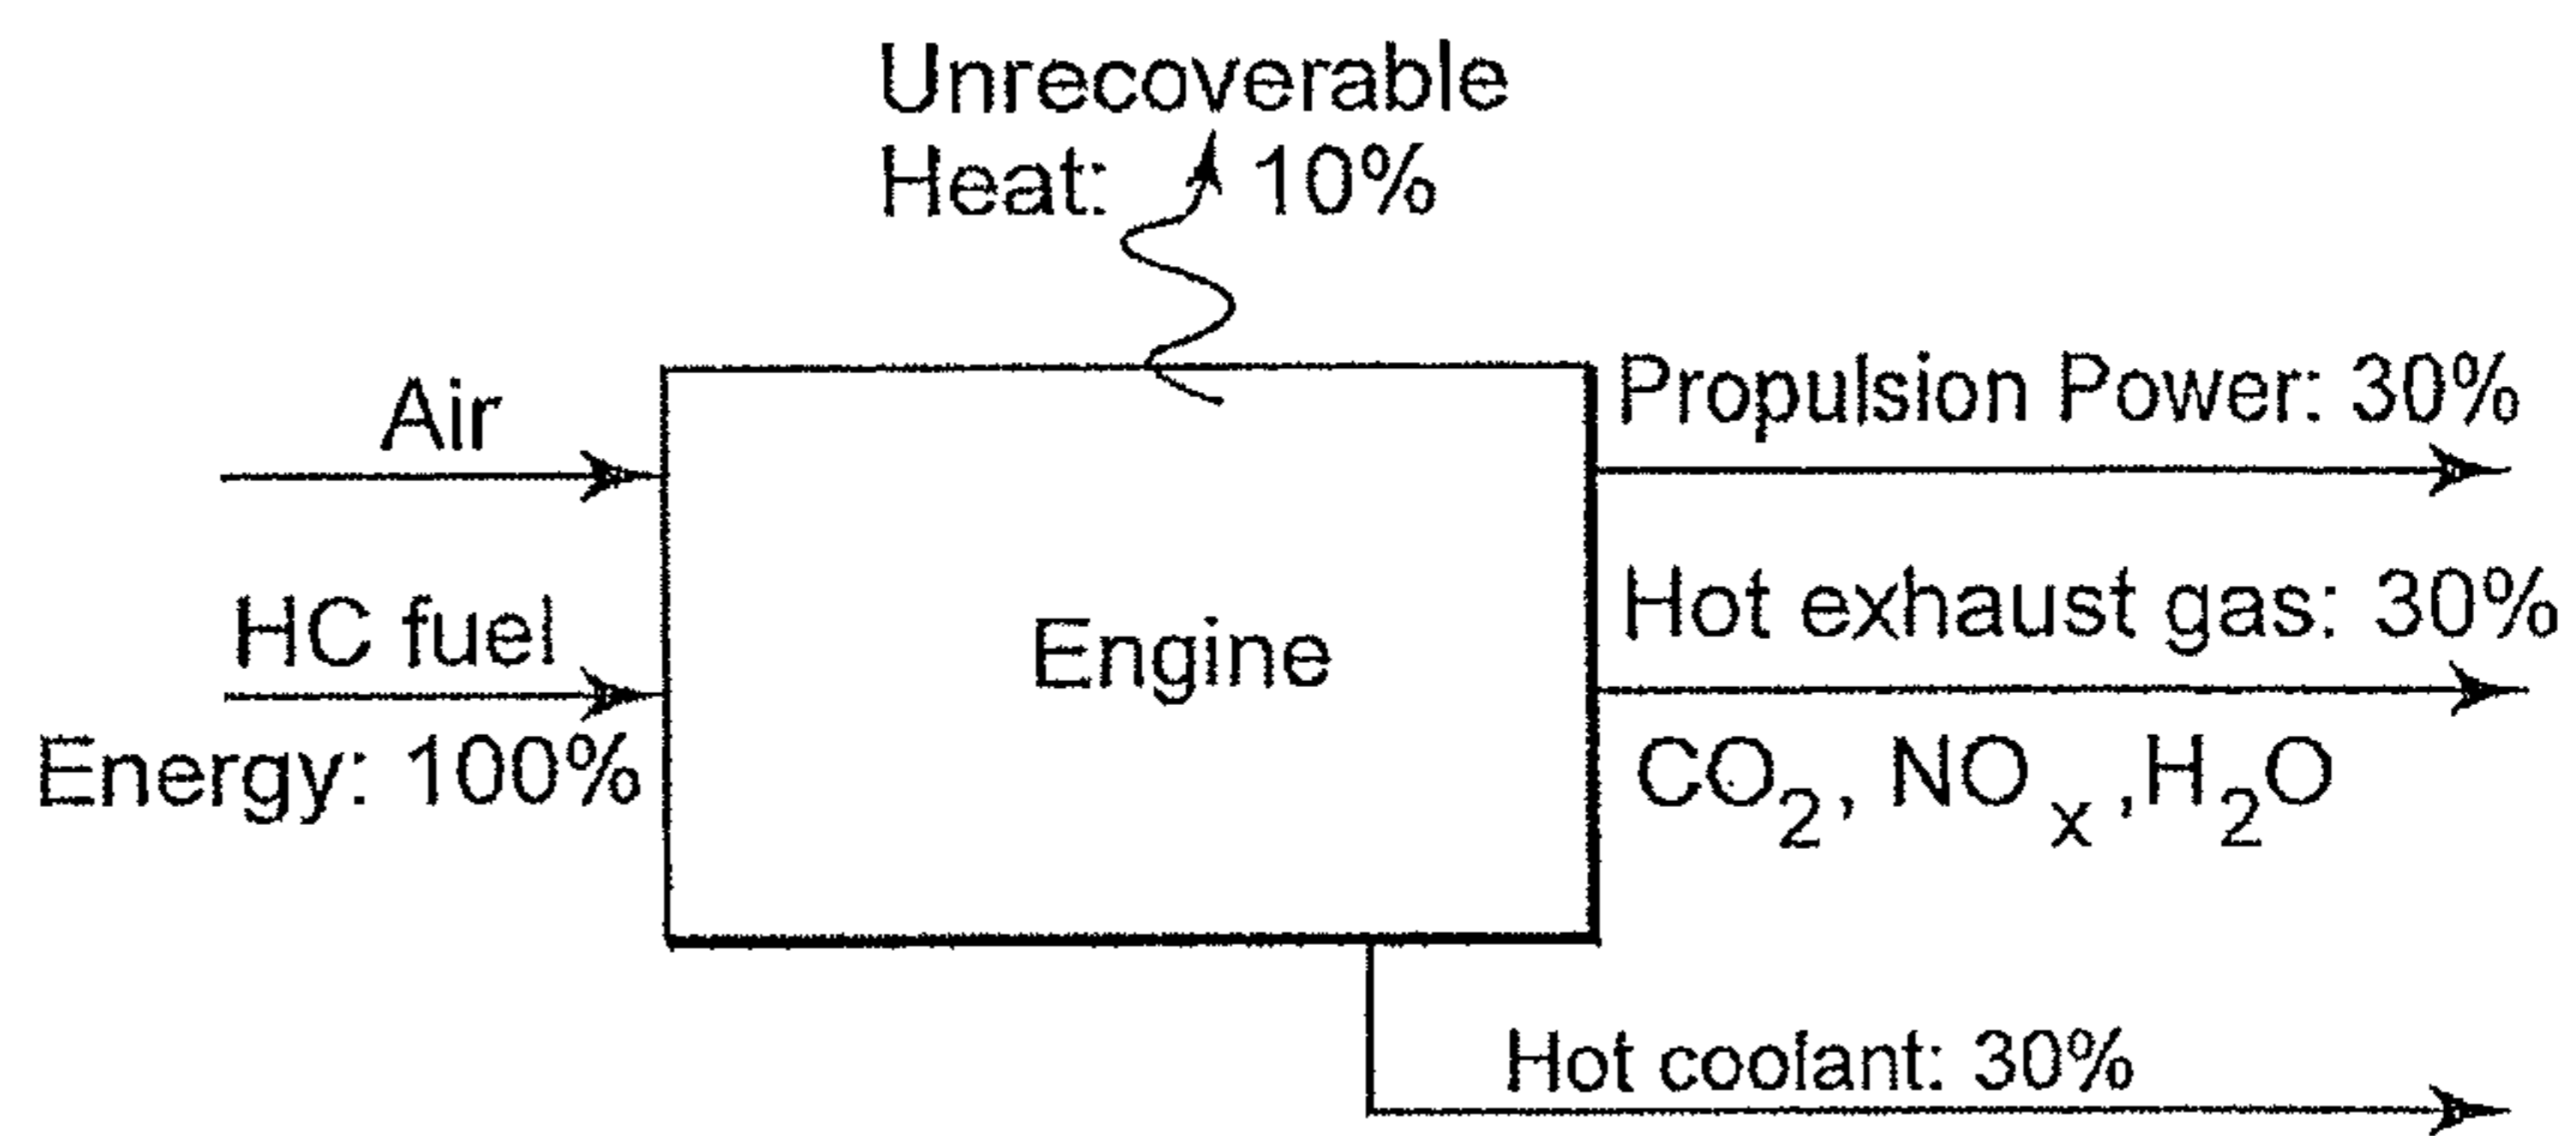 Unrecoverable
Heat: 10%
Air
Propulsion Power: 30%
HC fuel
Engine
Hot exhaust gas: 30%
Energy: 100%
CO₂, NOₓ ,H₂O
Hot coolant: 30%